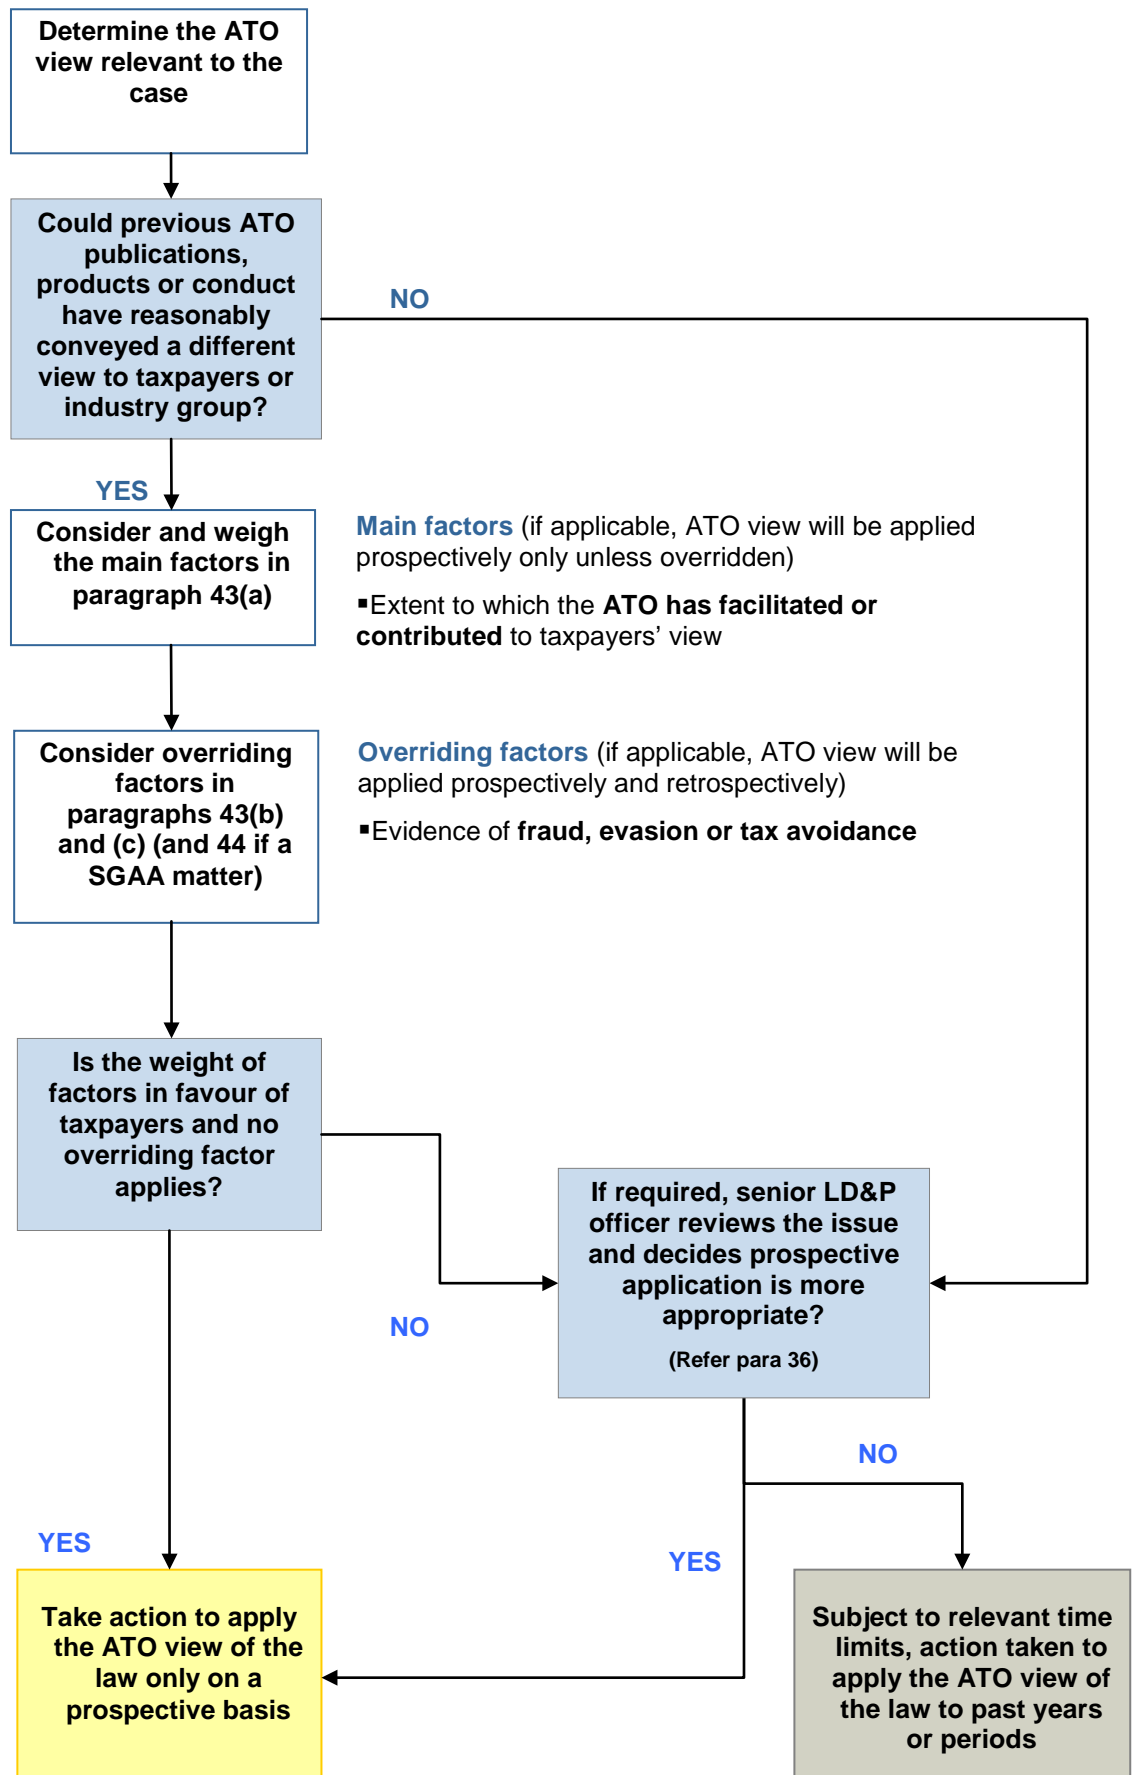 Determine the ATO
view relevant to the
case
Could previous ATO
publications,
products or conduct
have reasonably
conveyed a different
view to taxpayers or
industry group?
NO
YES
Consider and weigh
the main factors in
paragraph 43(a)
Main factors (if applicable, ATO view will be applied
prospectively only unless overridden)
▪Extent to which the ATO has facilitated or
contributed to taxpayers’ view
Consider overriding
factors in
paragraphs 43(b)
and (c) (and 44 if a
SGAA matter)
Overriding factors (if applicable, ATO view will be
applied prospectively and retrospectively)
▪Evidence of fraud, evasion or tax avoidance
Is the weight of
factors in favour of
taxpayers and no
overriding factor
applies?
NO
If required, senior LD&P
officer reviews the issue
and decides prospective
application is more
appropriate?
(Refer para 36)
YES
YES
NO
Take action to apply
the ATO view of the
law only on a
prospective basis
Subject to relevant time
limits, action taken to
apply the ATO view of
the law to past years
or periods